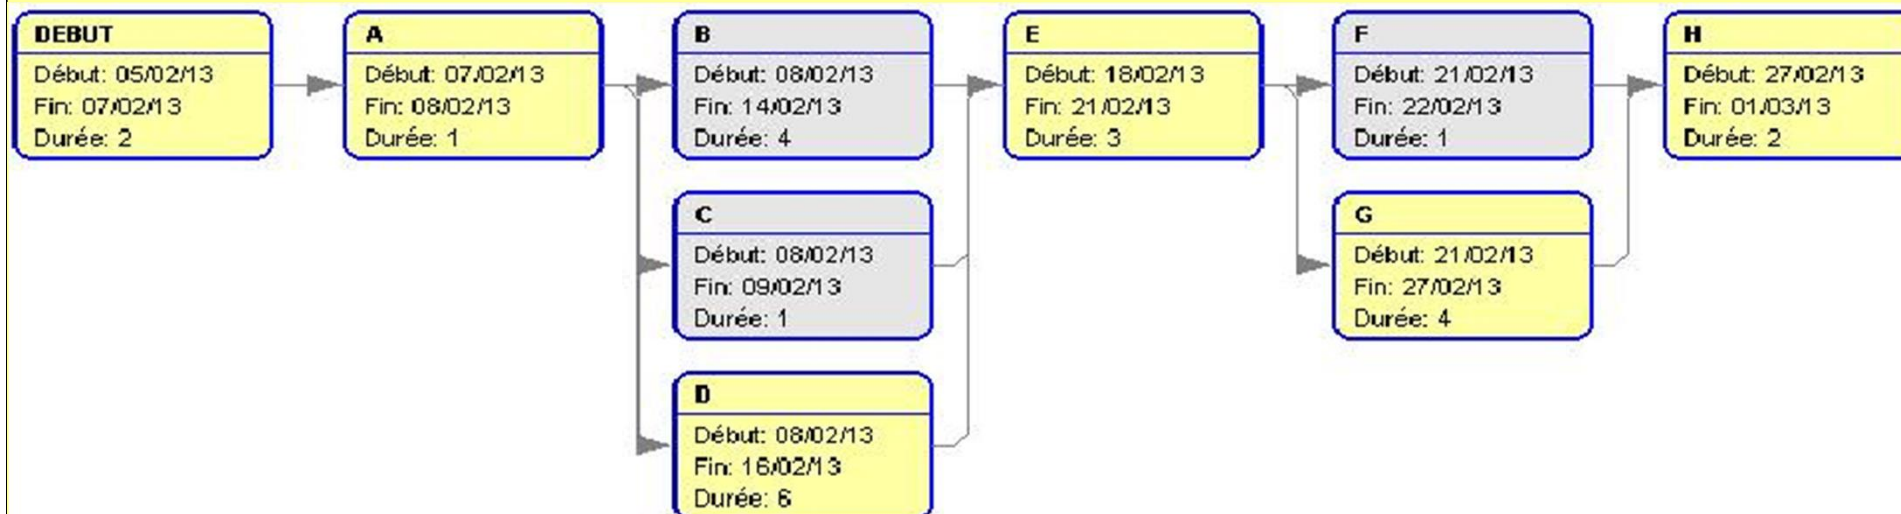 DEBUT
Début: 05/02/13
Fin: 07/02/13
Durée: 2
A
Début: 07/02/13
Fin: 08/02/13
Durée: 1
B
Début: 08/02/13
Fin: 14/02/13
Durée: 4
C
Début: 08/02/13
Fin: 09/02/13
Durée: 1
D
Début: 08/02/13
Fin: 16/02/13
Durée: 6
E
Début: 18/02/13
Fin: 21/02/13
Durée: 3
F
Début: 21/02/13
Fin: 22/02/13
Durée: 1
G
Début: 21/02/13
Fin: 27/02/13
Durée: 4
H
Début: 27/02/13
Fin: 01/03/13
Durée: 2